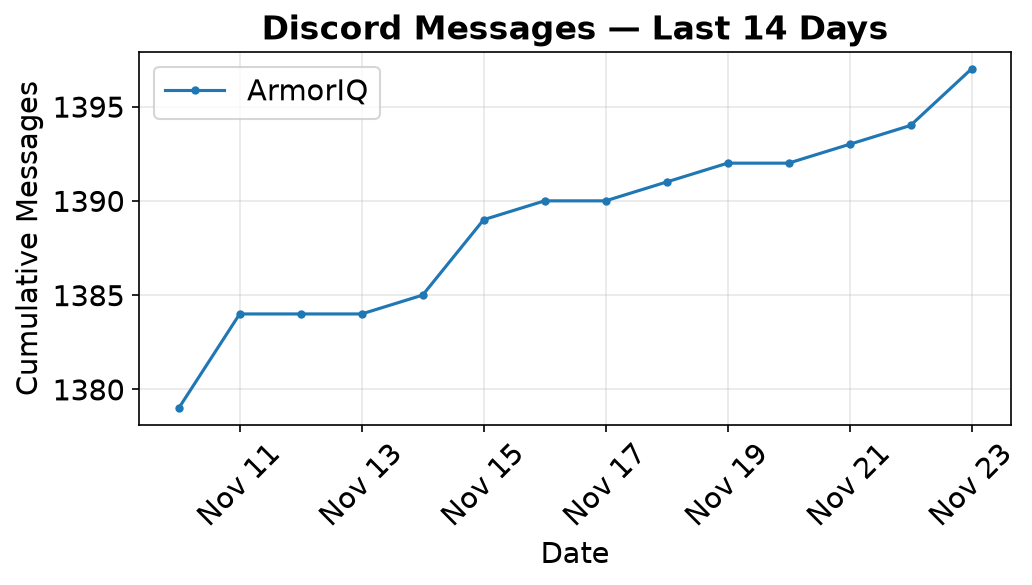 Discord Messages — Last 14 Days
ArmorIQ
Cumulative Messages
1395
1390
1385
1380
Nov 11
Nov 13
Nov 15
Nov 17
Nov 19
Nov 21
Nov 23
Date